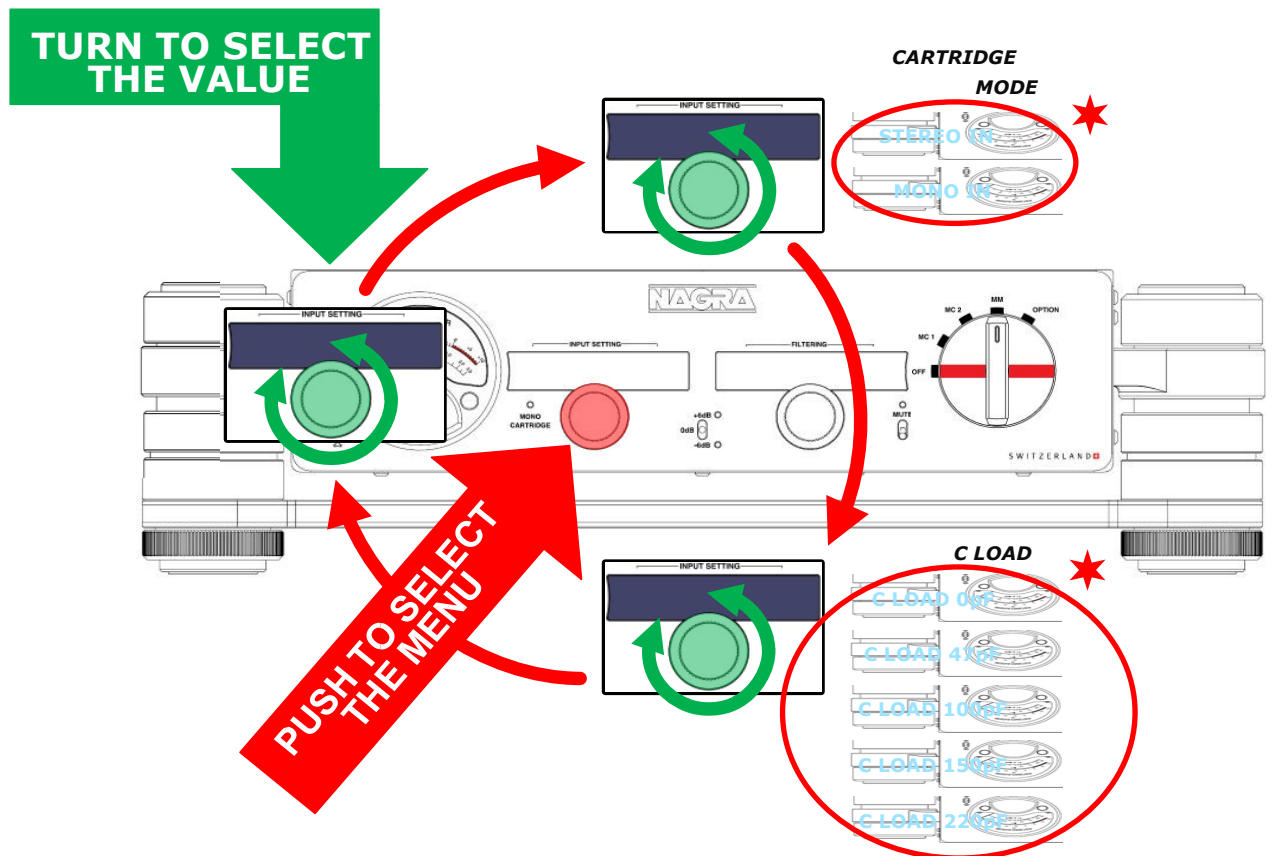 TURN TO SELECT
THE VALUE
CARTRIDGE
MODE
INPUT SETTING
STEREO IN
MONO IN
NAGRA
INPUT SETTING
INPUT SETTING
FILTERING
MC 2
MM
OPTION
MC 1
OFF
MONO
CARTRIDGE
+6dB
0dB
-6dB
MUTE
SWITZERLAND
PUSH TO SELECT
THE MENU
INPUT SETTING
C LOAD
C LOAD 0pF
C LOAD 47pF
C LOAD 100pF
C LOAD 150pF
C LOAD 220pF